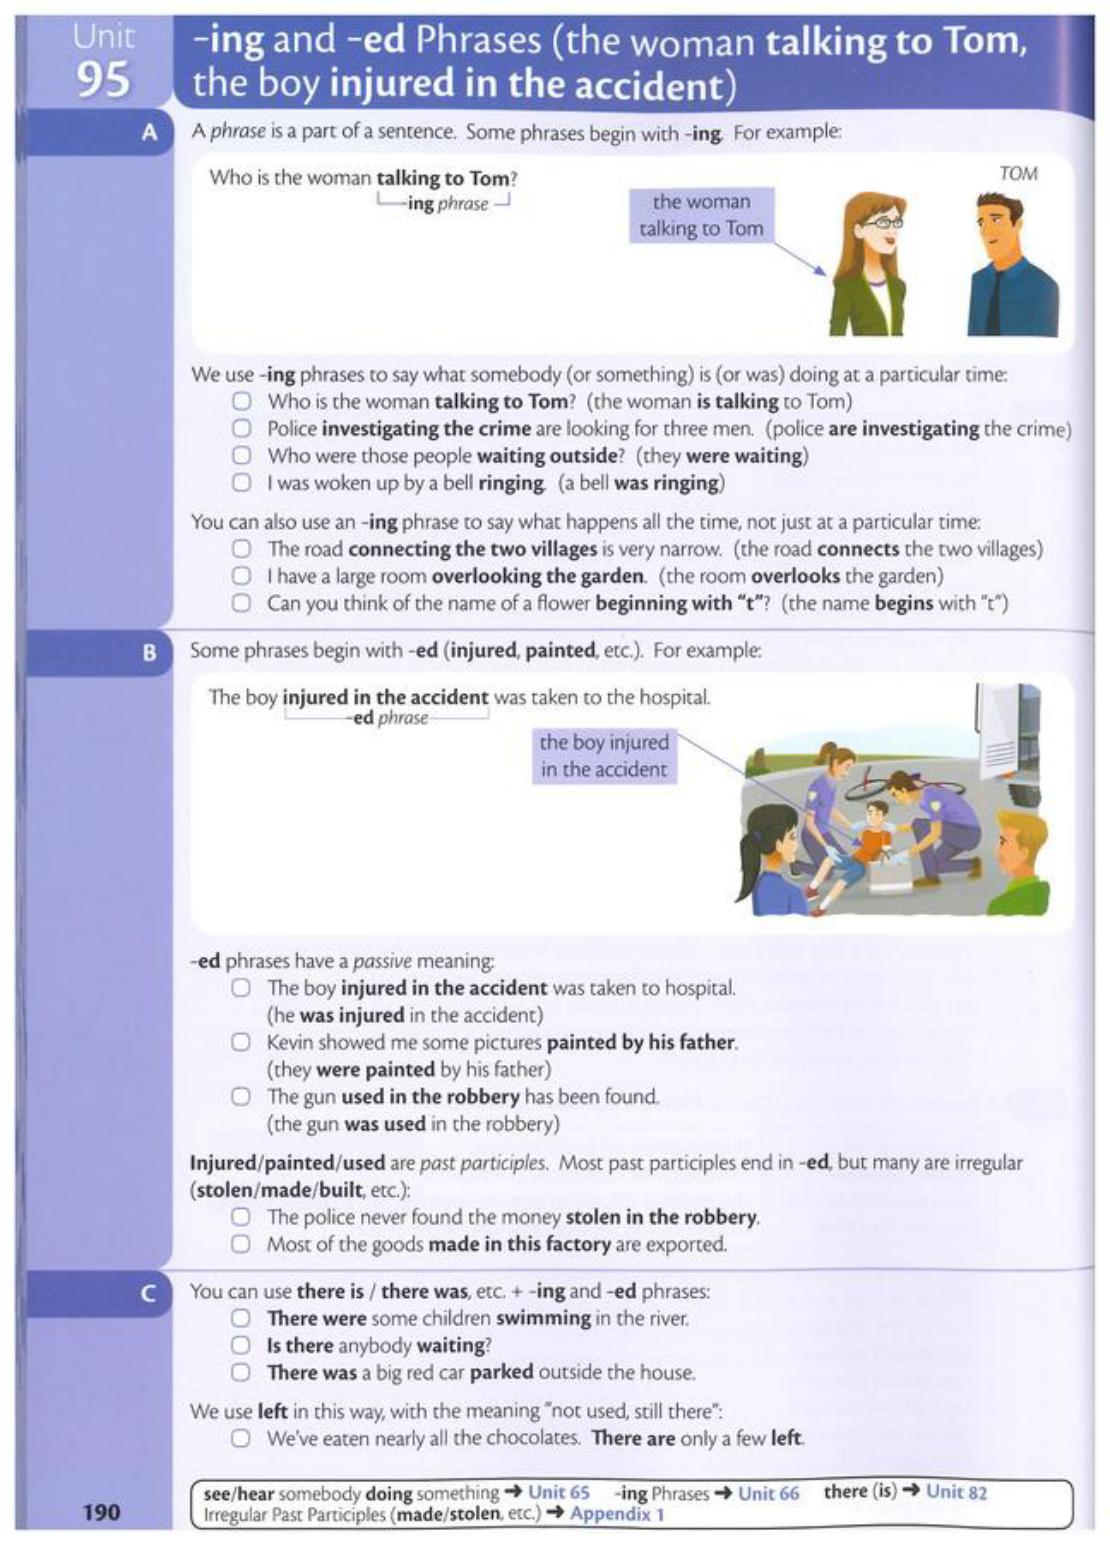 Unit
95
-ing and -ed Phrases (the woman talking to Tom,
the boy injured in the accident)
A
A phrase is a part of a sentence. Some phrases begin with -ing. For example:
Who is the woman talking to Tom?
-ing phrase
the woman
talking to Tom
TOM
We use -ing phrases to say what somebody (or something) is (or was) doing at a particular time:
Who is the woman talking to Tom? (the woman is talking to Tom)
Police investigating the crime are looking for three men. (police are investigating the crime)
Who were those people waiting outside? (they were waiting)
I was woken up by a bell ringing. (a bell was ringing)
You can also use an -ing phrase to say what happens all the time, not just at a particular time:
The road connecting the two villages is very narrow. (the road connects the two villages)
I have a large room overlooking the garden. (the room overlooks the garden)
Can you think of the name of a flower beginning with "t"? (the name begins with "t")
B
Some phrases begin with -ed (injured, painted, etc.). For example:
The boy injured in the accident was taken to the hospital.
-ed phrase
the boy injured
in the accident
-ed phrases have a passive meaning:
The boy injured in the accident was taken to hospital.
(he was injured in the accident)
Kevin showed me some pictures painted by his father.
(they were painted by his father)
The gun used in the robbery has been found.
(the gun was used in the robbery)
Injured/painted/used are past participles. Most past participles end in -ed, but many are irregular
(stolen/made/built, etc.):
The police never found the money stolen in the robbery.
Most of the goods made in this factory are exported.
C
You can use there is / there was, etc. + -ing and -ed phrases:
There were some children swimming in the river.
Is there anybody waiting?
There was a big red car parked outside the house.
We use left in this way, with the meaning "not used, still there":
We've eaten nearly all the chocolates. There are only a few left.
see/hear somebody doing something → Unit 65 -ing Phrases → Unit 66 there (is) → Unit 82
Irregular Past Participles (made/stolen, etc.) → Appendix 1
190